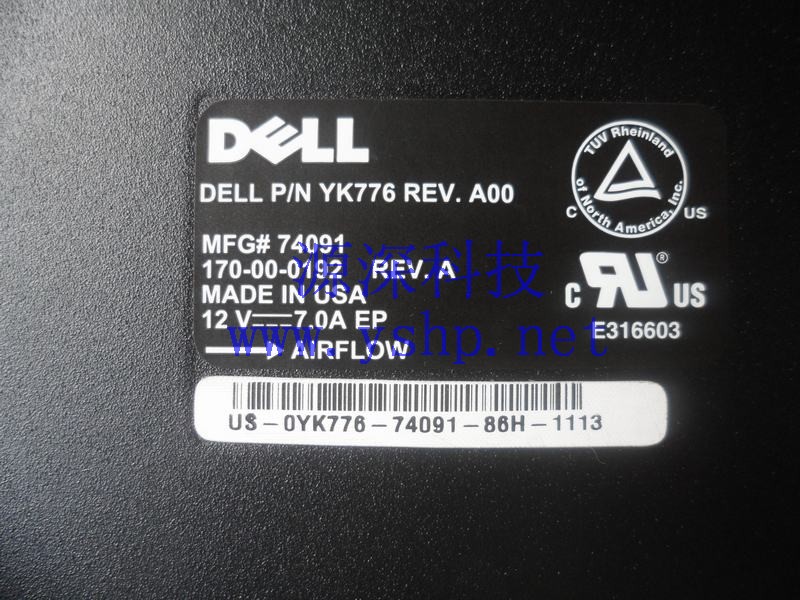 DELL
DELL P/N YK776 REV. A00
TUV Rheinland of North America, Inc.
C US
MFG# 74091
170-00-0192 REV. A
源深科技
MADE IN USA
12 V⎓7.0A EP
→ AIRFLOW
www.yshp.net
C RU® US
E316603
US-0YK776-74091-86H-1113